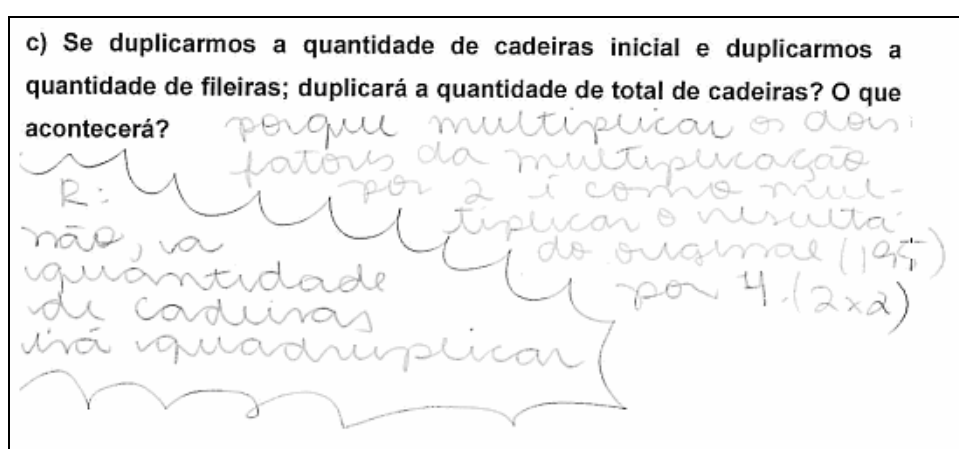 c) Se duplicarmos a quantidade de cadeiras inicial e duplicarmos a
quantidade de fileiras; duplicará a quantidade de total de cadeiras? O que
acontecerá?
R:
não, a
quantidade
de cadeiras
irá quadruplicar
porque multiplicar os dois
fatores da multiplicação
por 2 é como mul-
tiplicar o resulta-
do original (195)
por 4. (2x2)